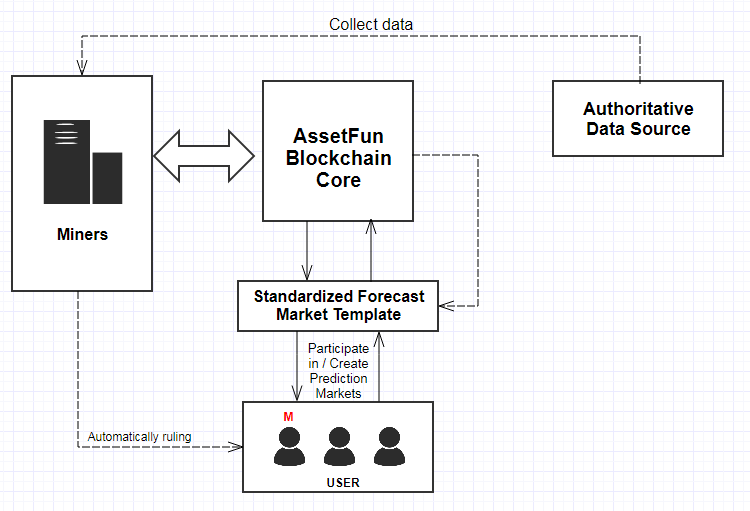 Collect data
Authoritative
Data Source
AssetFun
Blockchain
Core
Miners
Standardized Forecast
Market Template
Participate
in / Create
Prediction
Markets
M
Automatically ruling
USER